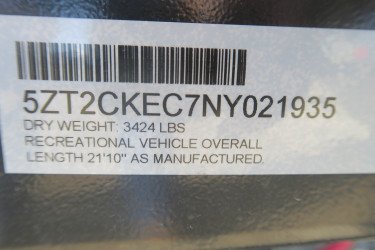 5ZT2CKEC7NY021935
DRY WEIGHT: 3424 LBS
RECREATIONAL VEHICLE OVERALL
LENGTH 21'10" AS MANUFACTURED